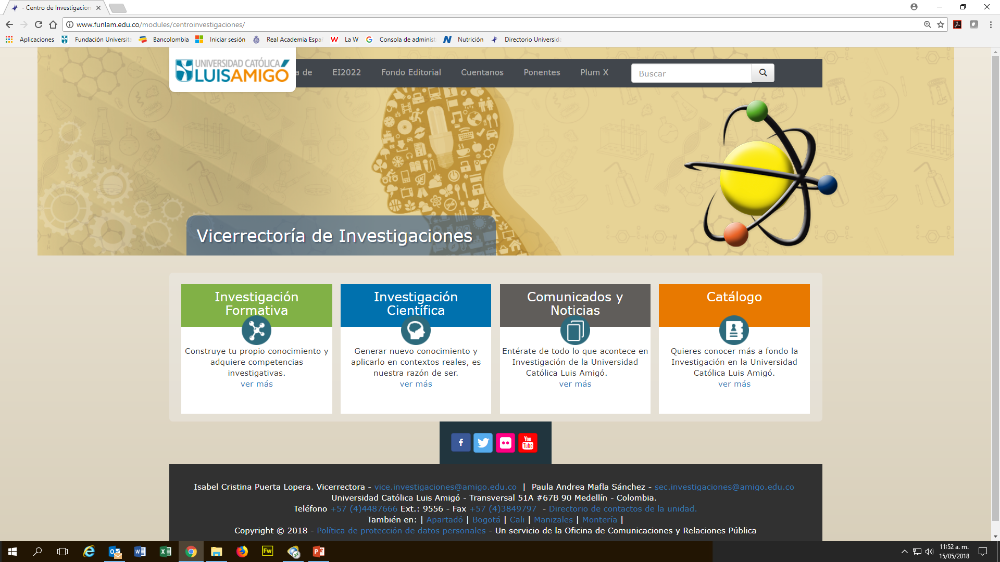 - Centro de Investigacion
www.funlam.edu.co/modules/centroinvestigaciones/
Aplicaciones
Fundación Universita
Bancolombia
Iniciar sesión
Real Academia Espa
La W
Consola de administ
Nutrición
Directorio Universida
UNIVERSIDAD CATÓLICA
LUISAMIGÓ
a de
EI2022
Fondo Editorial
Cuentanos
Ponentes
Plum X
Buscar
Vicerrectoría de Investigaciones
Investigación
Formativa
Construye tu propio conocimiento y
adquiere competencias
investigativas.
ver más
Investigación
Científica
Generar nuevo conocimiento y
aplicarlo en contextos reales, es
nuestra razón de ser.
ver más
Comunicados y
Noticias
Entérate de todo lo que acontece en
Investigación de la Universidad
Católica Luis Amigó.
ver más
Catálogo
Quieres conocer más a fondo la
Investigación en la Universidad
Católica Luis Amigó.
ver más
You
Tube
Isabel Cristina Puerta Lopera. Vicerrectora - vice.investigaciones@amigo.edu.co | Paula Andrea Mafla Sánchez - sec.investigaciones@amigo.edu.co
Universidad Católica Luis Amigó - Transversal 51A #67B 90 Medellín - Colombia.
Teléfono +57 (4)4487666 Ext.: 9556 - Fax +57 (4)3849797 - Directorio de contactos de la unidad.
También en: | Apartadó | Bogotá | Cali | Manizales | Montería |
Copyright © 2018 - Política de protección de datos personales - Un servicio de la Oficina de Comunicaciones y Relaciones Pública
Fw
11:52 a. m.
15/05/2018